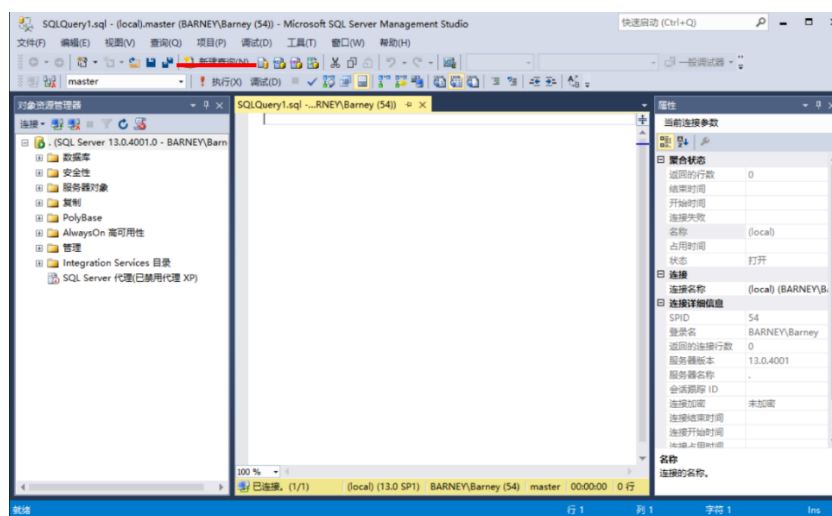 SQLQuery1.sql - (local).master (BARNEY\Barney (54)) - Microsoft SQL Server Management Studio
快速启动 (Ctrl+Q)
文件(F) 编辑(E) 视图(V) 查询(Q) 项目(P) 调试(D) 工具(T) 窗口(W) 帮助(H)
新建查询(N) 一般调试器
master 执行(X) 调试(D)
对象资源管理器
连接
. (SQL Server 13.0.4001.0 - BARNEY\Barn
数据库
安全性
服务器对象
复制
PolyBase
AlwaysOn 高可用性
管理
Integration Services 目录
SQL Server 代理(已禁用代理 XP)
SQLQuery1.sql -...RNEY\Barney (54))
100 %
已连接。(1/1) (local) (13.0 SP1) BARNEY\Barney (54) master 00:00:00 0 行
属性
当前连接参数
聚合状态
返回的行数 0
结束时间
开始时间
连接失败
名称 (local)
占用时间
状态 打开
连接
连接名称 (local) (BARNEY\B
连接详细信息
SPID 54
登录名 BARNEY\Barney
返回的连接行数 0
服务器版本 13.0.4001
服务器名称 .
会话跟踪 ID
连接加密 未加密
连接结束时间
连接开始时间
连接占用时间
名称
连接的名称。
就绪 行 1 列 1 字符 1 Ins